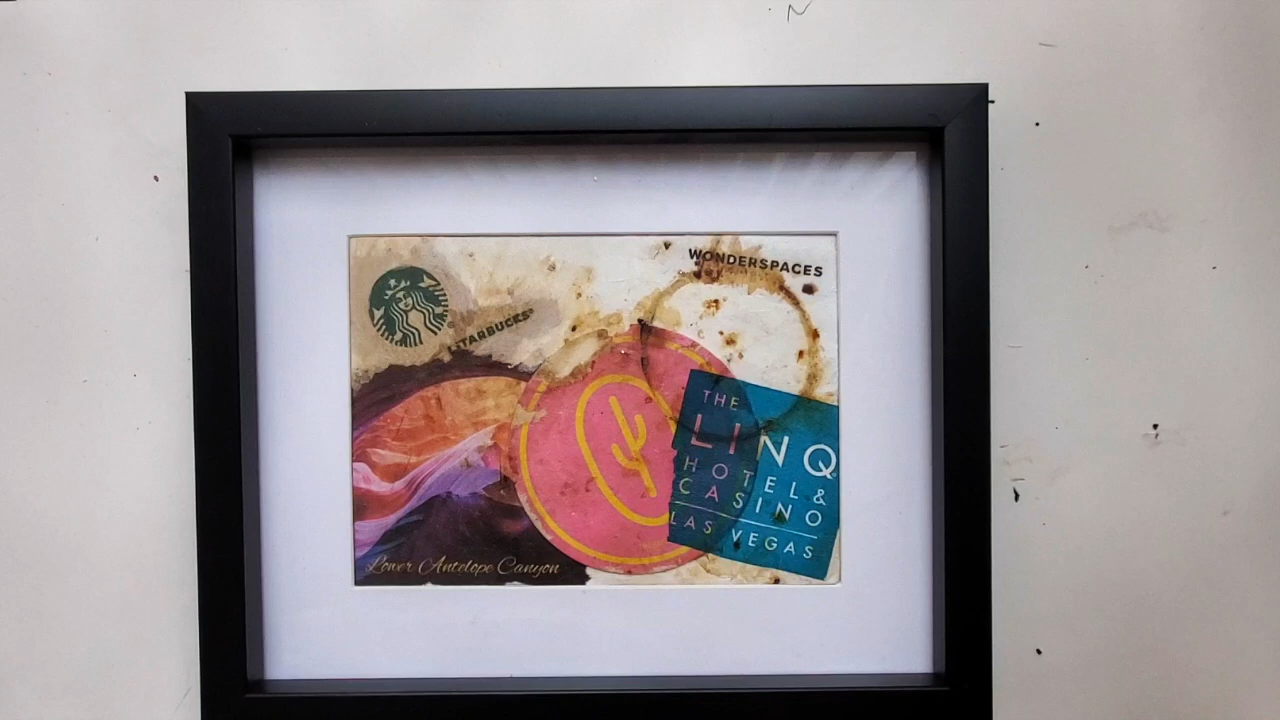 WONDERSPACES
STARBUCKS®
THE
LINQ
HOTEL &
CASINO
LAS VEGAS
Lower Antelope Canyon